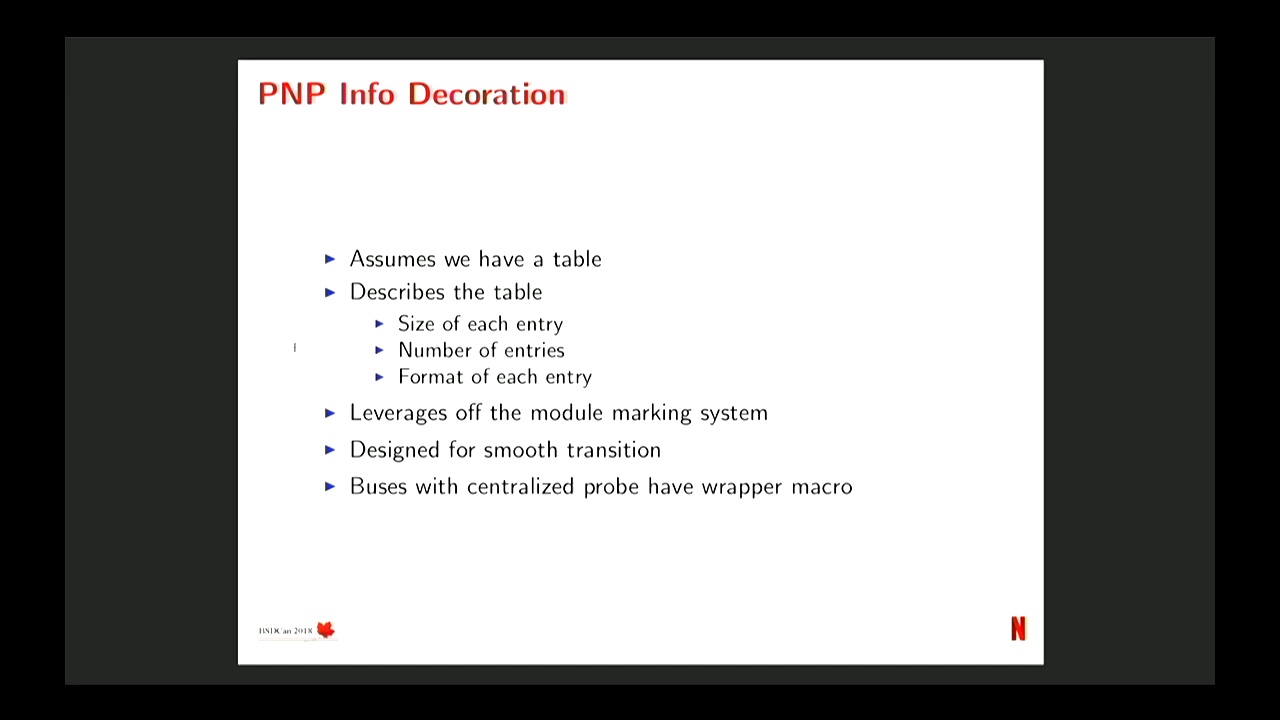 PNP Info Decoration
Assumes we have a table
Describes the table
Size of each entry
Number of entries
Format of each entry
Leverages off the module marking system
Designed for smooth transition
Buses with centralized probe have wrapper macro
BSDCan 2018
N